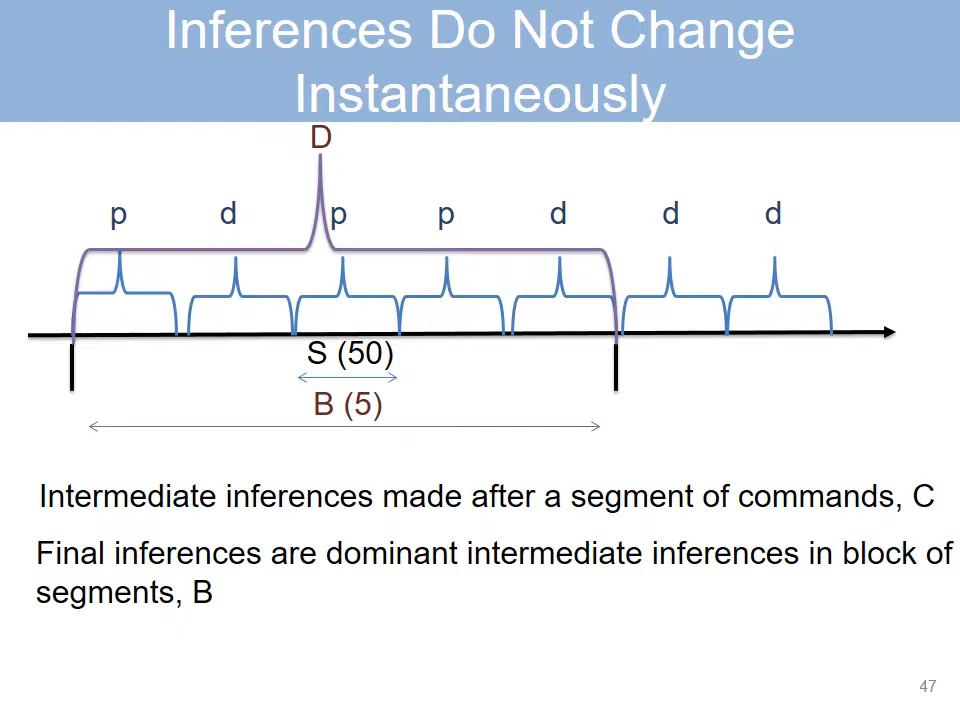 Inferences Do Not Change
Instantaneously
D
p d p p d d d
S (50)
B (5)
Intermediate inferences made after a segment of commands, C
Final inferences are dominant intermediate inferences in block of
segments, B
47